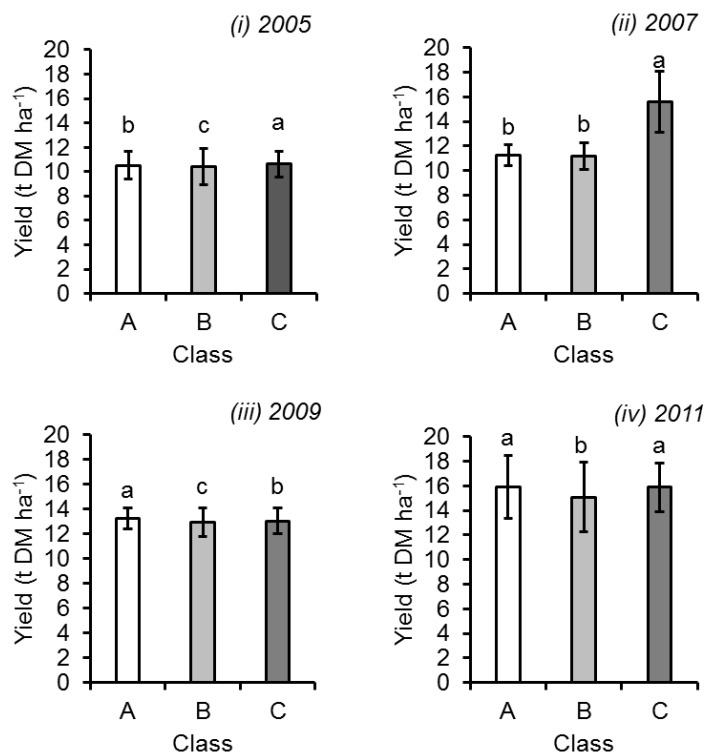 (i) 2005
Yield (t DM ha⁻¹)
20
18
16
14
12
10
8
6
4
2
0
b
c
a
A B C
Class
(ii) 2007
Yield (t DM ha⁻¹)
20
18
16
14
12
10
8
6
4
2
0
b
b
a
A B C
Class
(iii) 2009
Yield (t DM ha⁻¹)
20
18
16
14
12
10
8
6
4
2
0
a
c
b
A B C
Class
(iv) 2011
Yield (t DM ha⁻¹)
20
18
16
14
12
10
8
6
4
2
0
a
b
a
A B C
Class